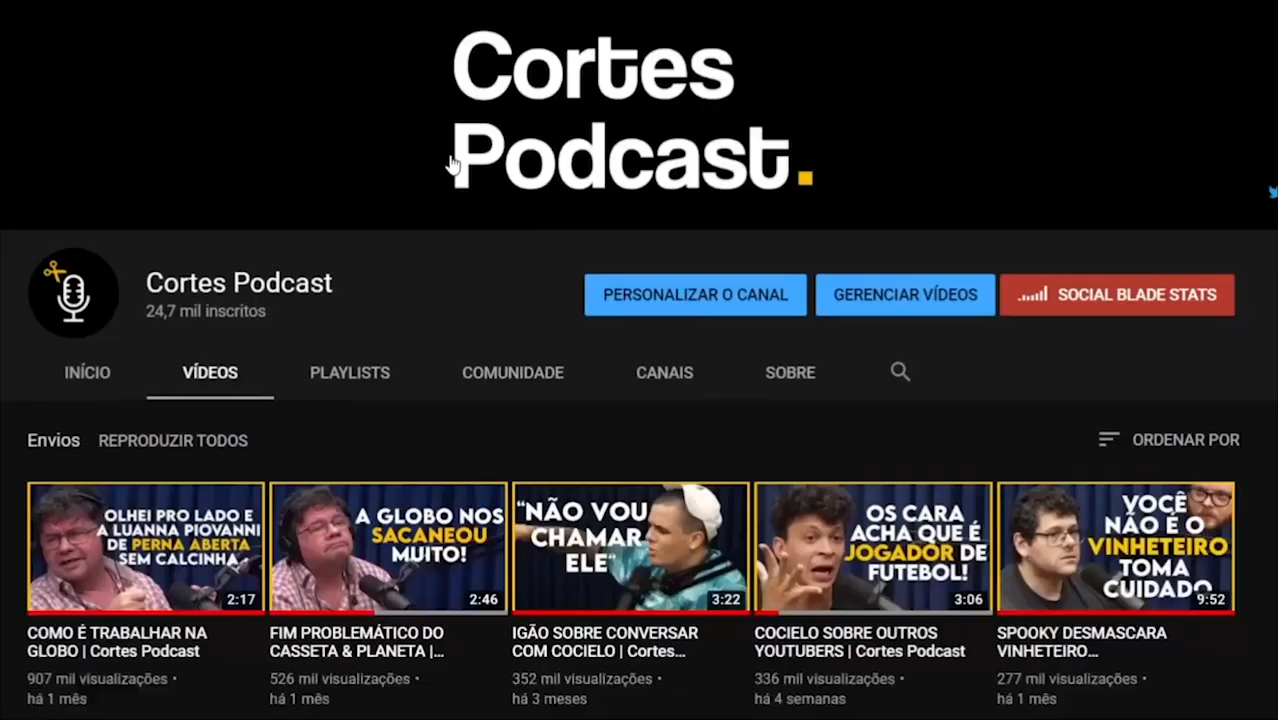 Cortes
Podcast.
Cortes Podcast
24,7 mil inscritos
PERSONALIZAR O CANAL
GERENCIAR VÍDEOS
SOCIAL BLADE STATS
INÍCIO
VÍDEOS
PLAYLISTS
COMUNIDADE
CANAIS
SOBRE
Envios
REPRODUZIR TODOS
ORDENAR POR
OLHEI PRO LADO E
A LUANNA PIOVANNI
DE PERNA ABERTA
SEM CALCINHA
2:17
COMO É TRABALHAR NA
GLOBO | Cortes Podcast
907 mil visualizações •
há 1 mês
A GLOBO NOS
SACANEOU
MUITO!
2:46
FIM PROBLEMÁTICO DO
CASSETA & PLANETA |...
526 mil visualizações •
há 1 mês
"NÃO VOU
CHAMAR
ELE"
3:22
IGÃO SOBRE CONVERSAR
COM COCIELO | Cortes...
352 mil visualizações •
há 3 meses
OS CARA
ACHA QUE É
JOGADOR DE
FUTEBOL!
3:06
COCIELO SOBRE OUTROS
YOUTUBERS | Cortes Podcast
336 mil visualizações •
há 4 semanas
VOCÊ
NÃO É O
VINHETEIRO
TOMA
CUIDADO
9:52
SPOOKY DESMASCARA
VINHETEIRO...
277 mil visualizações •
há 1 mês